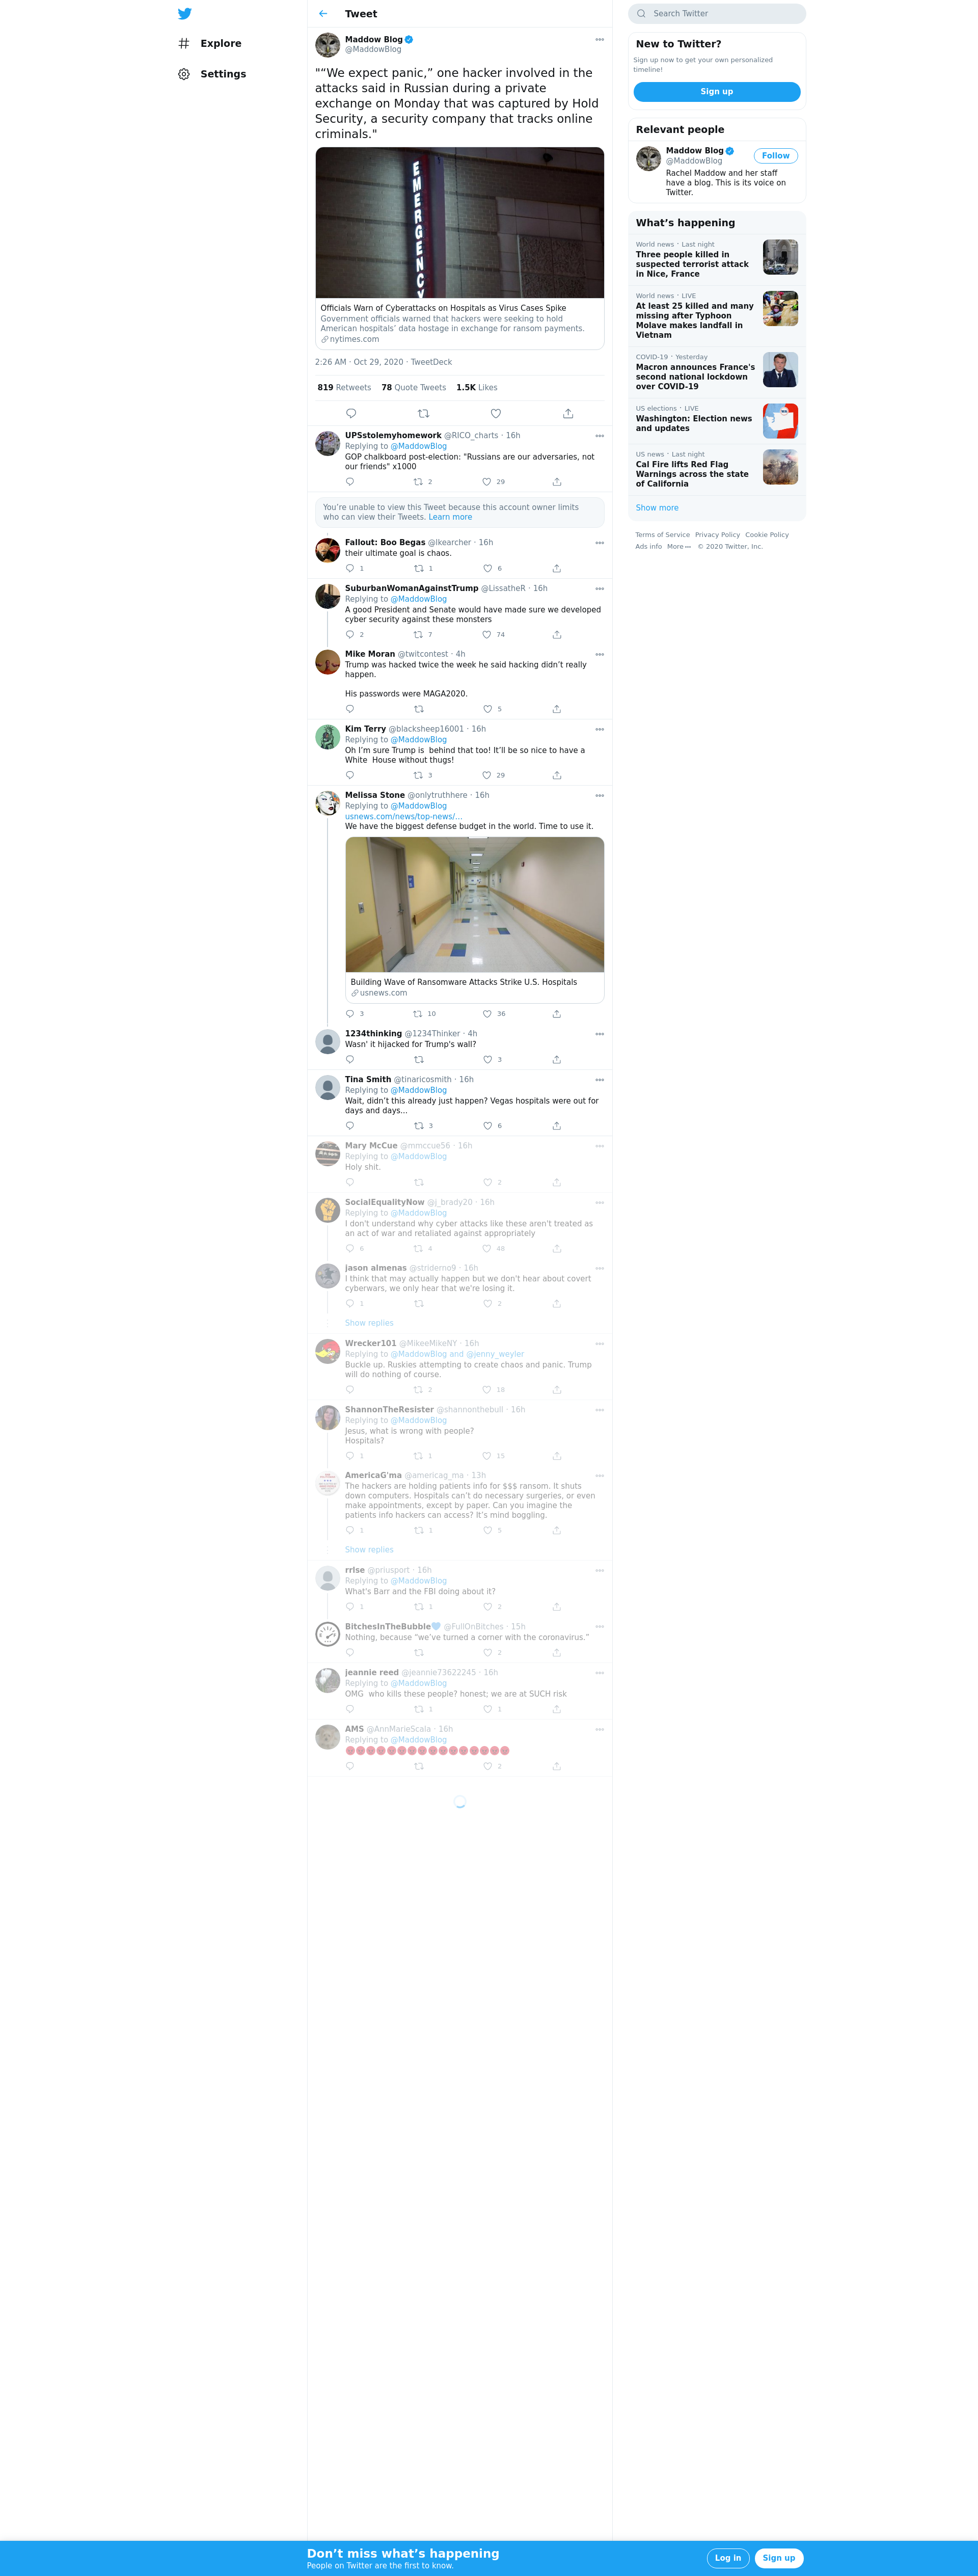 Explore
Settings
Tweet
Maddow Blog
@MaddowBlog
"“We expect panic,” one hacker involved in the
attacks said in Russian during a private
exchange on Monday that was captured by Hold
Security, a security company that tracks online
criminals."
EMERGENCY
Officials Warn of Cyberattacks on Hospitals as Virus Cases Spike
Government officials warned that hackers were seeking to hold
American hospitals’ data hostage in exchange for ransom payments.
nytimes.com
2:26 AM · Oct 29, 2020 · TweetDeck
819 Retweets 78 Quote Tweets 1.5K Likes
UPSstolemyhomework @RICO_charts · 16h
Replying to @MaddowBlog
GOP chalkboard post-election: "Russians are our adversaries, not
our friends" x1000
2 29
You’re unable to view this Tweet because this account owner limits
who can view their Tweets. Learn more
Fallout: Boo Begas @lkearcher · 16h
their ultimate goal is chaos.
1 1 6
SuburbanWomanAgainstTrump @LissatheR · 16h
Replying to @MaddowBlog
A good President and Senate would have made sure we developed
cyber security against these monsters
2 7 74
Mike Moran @twitcontest · 4h
Trump was hacked twice the week he said hacking didn’t really
happen.
His passwords were MAGA2020.
5
Kim Terry @blacksheep16001 · 16h
Replying to @MaddowBlog
Oh I’m sure Trump is  behind that too! It’ll be so nice to have a
White  House without thugs!
3 29
Melissa Stone @onlytruthhere · 16h
Replying to @MaddowBlog
usnews.com/news/top-news/…
We have the biggest defense budget in the world. Time to use it.
Building Wave of Ransomware Attacks Strike U.S. Hospitals
usnews.com
3 10 36
1234thinking @1234Thinker · 4h
Wasn' it hijacked for Trump's wall?
3
Tina Smith @tinaricosmith · 16h
Replying to @MaddowBlog
Wait, didn’t this already just happen? Vegas hospitals were out for
days and days...
3 6
Mary McCue @mmccue56 · 16h
Replying to @MaddowBlog
Holy shit.
2
SocialEqualityNow @j_brady20 · 16h
Replying to @MaddowBlog
I don't understand why cyber attacks like these aren't treated as
an act of war and retaliated against appropriately
6 4 48
jason almenas @striderno9 · 16h
I think that may actually happen but we don't hear about covert
cyberwars, we only hear that we're losing it.
1 2
Show replies
Wrecker101 @MikeeMikeNY · 16h
Replying to @MaddowBlog and @jenny_weyler
Buckle up. Ruskies attempting to create chaos and panic. Trump
will do nothing of course.
2 18
ShannonTheResister @shannonthebull · 16h
Replying to @MaddowBlog
Jesus, what is wrong with people?
Hospitals?
1 1 15
AmericaG'ma @americag_ma · 13h
The hackers are holding patients info for $$$ ransom. It shuts
down computers. Hospitals can’t do necessary surgeries, or even
make appointments, except by paper. Can you imagine the
patients info hackers can access? It’s mind boggling.
1 1 5
Show replies
rrlse @priusport · 16h
Replying to @MaddowBlog
What's Barr and the FBI doing about it?
1 1 2
BitchesInTheBubble @FullOnBitches · 15h
Nothing, because “we’ve turned a corner with the coronavirus.”
2
jeannie reed @jeannie73622245 · 16h
Replying to @MaddowBlog
OMG  who kills these people? honest; we are at SUCH risk
1 1
AMS @AnnMarieScala · 16h
Replying to @MaddowBlog
2
Search Twitter
New to Twitter?
Sign up now to get your own personalized
timeline!
Sign up
Relevant people
Maddow Blog
@MaddowBlog
Follow
Rachel Maddow and her staff
have a blog. This is its voice on
Twitter.
What’s happening
World news · Last night
Three people killed in
suspected terrorist attack
in Nice, France
World news · LIVE
At least 25 killed and many
missing after Typhoon
Molave makes landfall in
Vietnam
COVID-19 · Yesterday
Macron announces France's
second national lockdown
over COVID-19
US elections · LIVE
Washington: Election news
and updates
US news · Last night
Cal Fire lifts Red Flag
Warnings across the state
of California
Show more
Terms of Service Privacy Policy Cookie Policy
Ads info More © 2020 Twitter, Inc.
Don’t miss what’s happening
People on Twitter are the first to know.
Log in Sign up